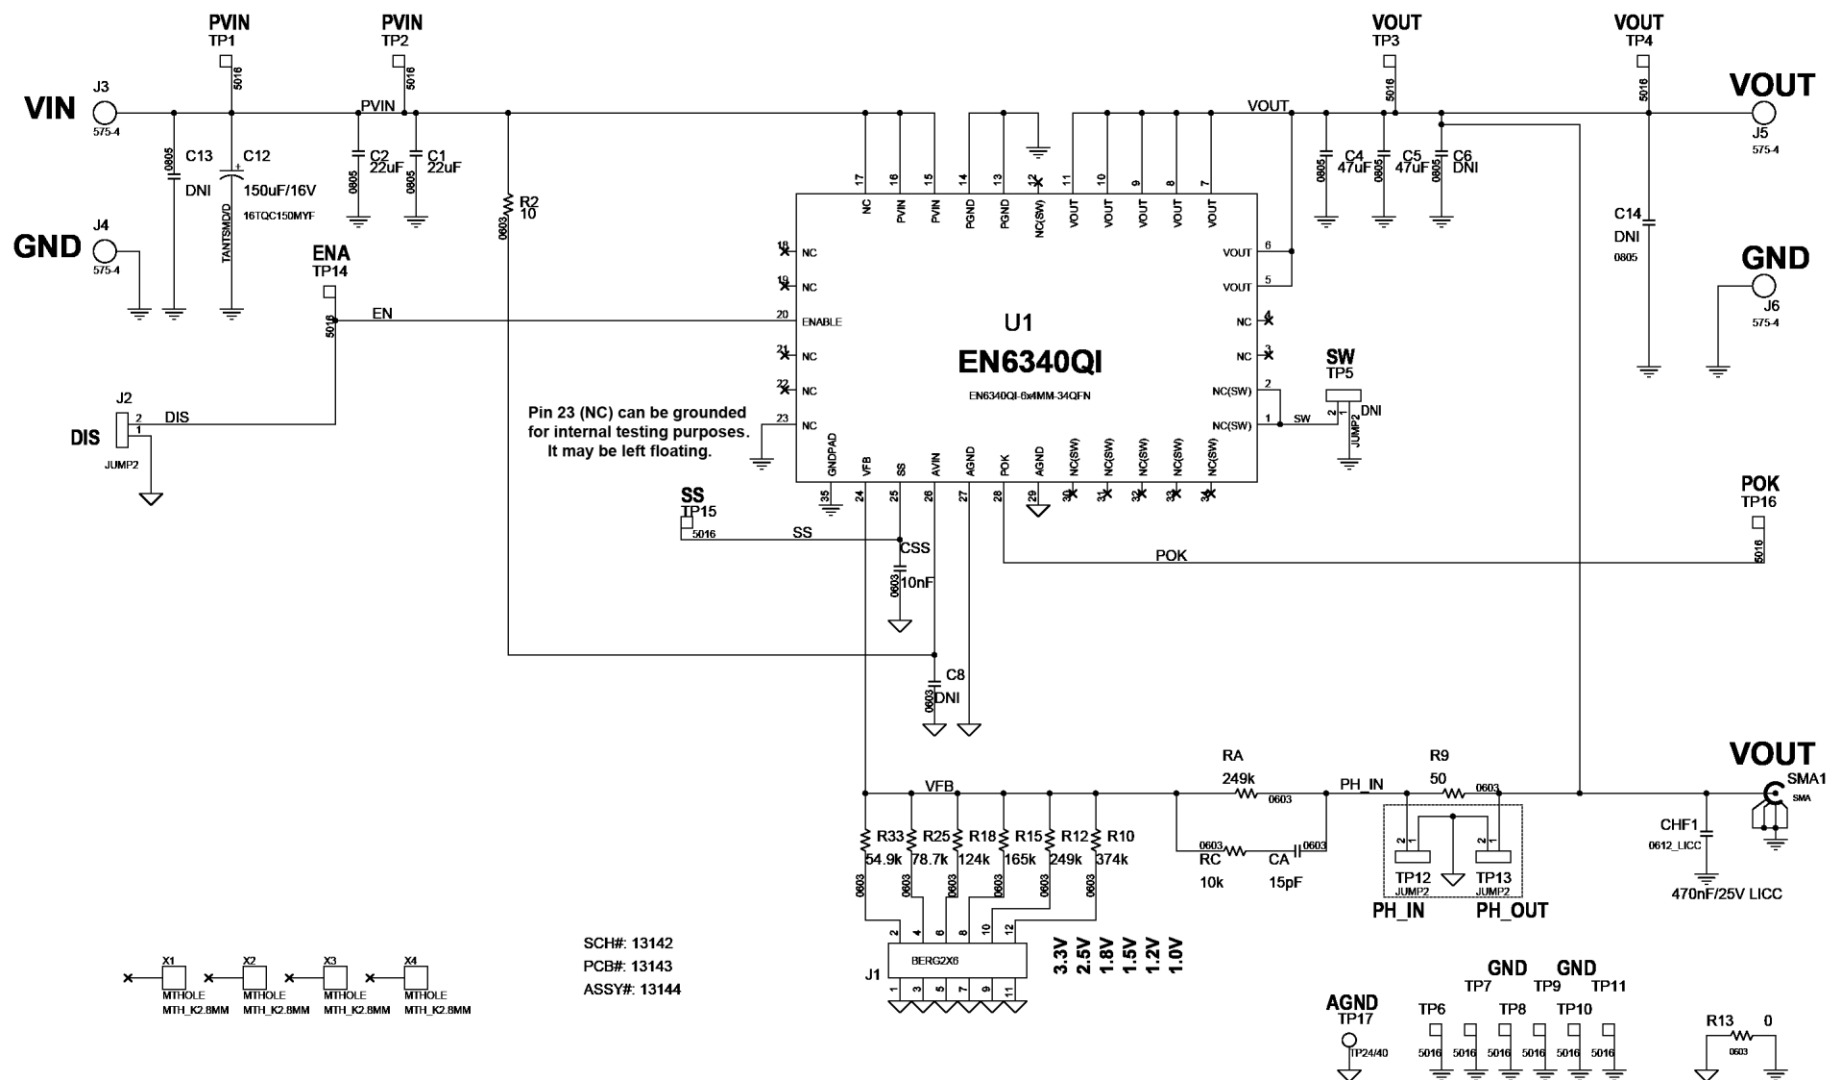 PVIN
TP1
5016
PVIN
TP2
5016
VOUT
TP3
5016
VOUT
TP4
5016
VIN
J3
575-4
PVIN
VOUT
VOUT
J5
575-4
C13
0805
DNI
C12
+
150uF/16V
16TQC150MYF
TANTSMD/D
C2
22uF
0805
C1
22uF
0805
R2
10
0603
C4
47uF
0805
C5
47uF
0805
C6
DNI
0805
C14
DNI
0805
GND
J4
575-4
GND
J6
575-4
ENA
TP14
5016
EN
J2
2
1
DIS
DIS
JUMP2
17 16 15 14 13 12 11 10 9 8 7
NC PVIN PVIN PGND PGND NC(SW) VOUT VOUT VOUT VOUT VOUT
18 NC
19 NC
20 ENABLE
21 NC
22 NC
23 NC
VOUT 6
VOUT 5
NC 4
NC 3
NC(SW) 2
NC(SW) 1
U1
EN6340QI
EN6340QI-6x4MM-34QFN
GNDPAD VFB SS AVIN AGND POK AGND NC(SW) NC(SW) NC(SW) NC(SW) NC(SW)
35 24 25 26 27 28 29 30 31 32 33 34
SW
SW
TP5
2 1
DNI
JUMP2
Pin 23 (NC) can be grounded
for internal testing purposes.
It may be left floating.
SS
TP15
5016
SS
CSS
10nF
0603
POK
POK
TP16
5016
C8
DNI
0603
VFB
RA
249k
0603
PH_IN
R9
50
0603
VOUT
SMA1
SMA
R33
54.9k
0603
R25
78.7k
0603
R18
124k
0603
R15
165k
0603
R12
249k
0603
R10
374k
0603
0603
RC
10k
0603
CA
15pF
2 1
TP12
JUMP2
PH_IN
2 1
TP13
JUMP2
PH_OUT
CHF1
0612_LICC
470nF/25V LICC
2 4 6 8 10 12
BERG2X6
J1
1 3 5 7 9 11
3.3V
2.5V
1.8V
1.5V
1.2V
1.0V
X1
MTHOLE
MTH_K2.8MM
X2
MTHOLE
MTH_K2.8MM
X3
MTHOLE
MTH_K2.8MM
X4
MTHOLE
MTH_K2.8MM
SCH#: 13142
PCB#: 13143
ASSY#: 13144
AGND
TP17
TP24/40
GND GND
TP7 TP9 TP11
TP6 TP8 TP10
5016 5016 5016 5016 5016 5016
R13 0
0603